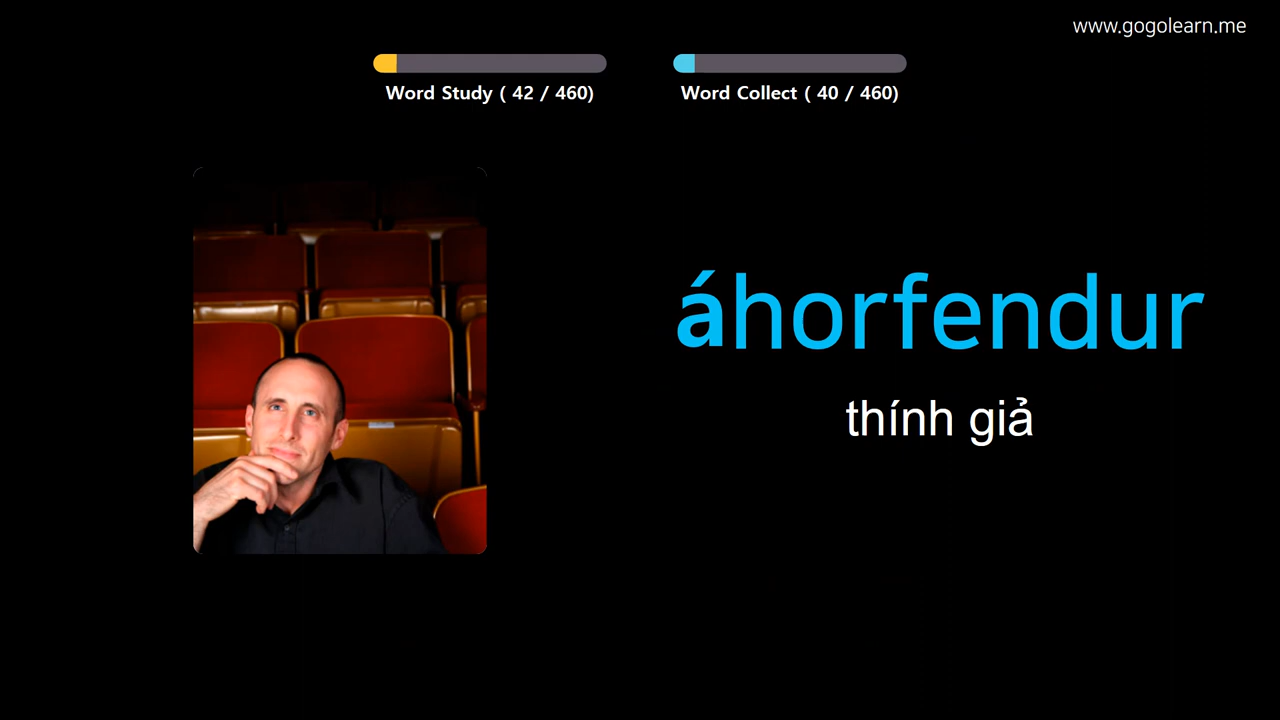 www.gogolearn.me
Word Study ( 42 / 460)
Word Collect ( 40 / 460)
áhorfendur
thính giả